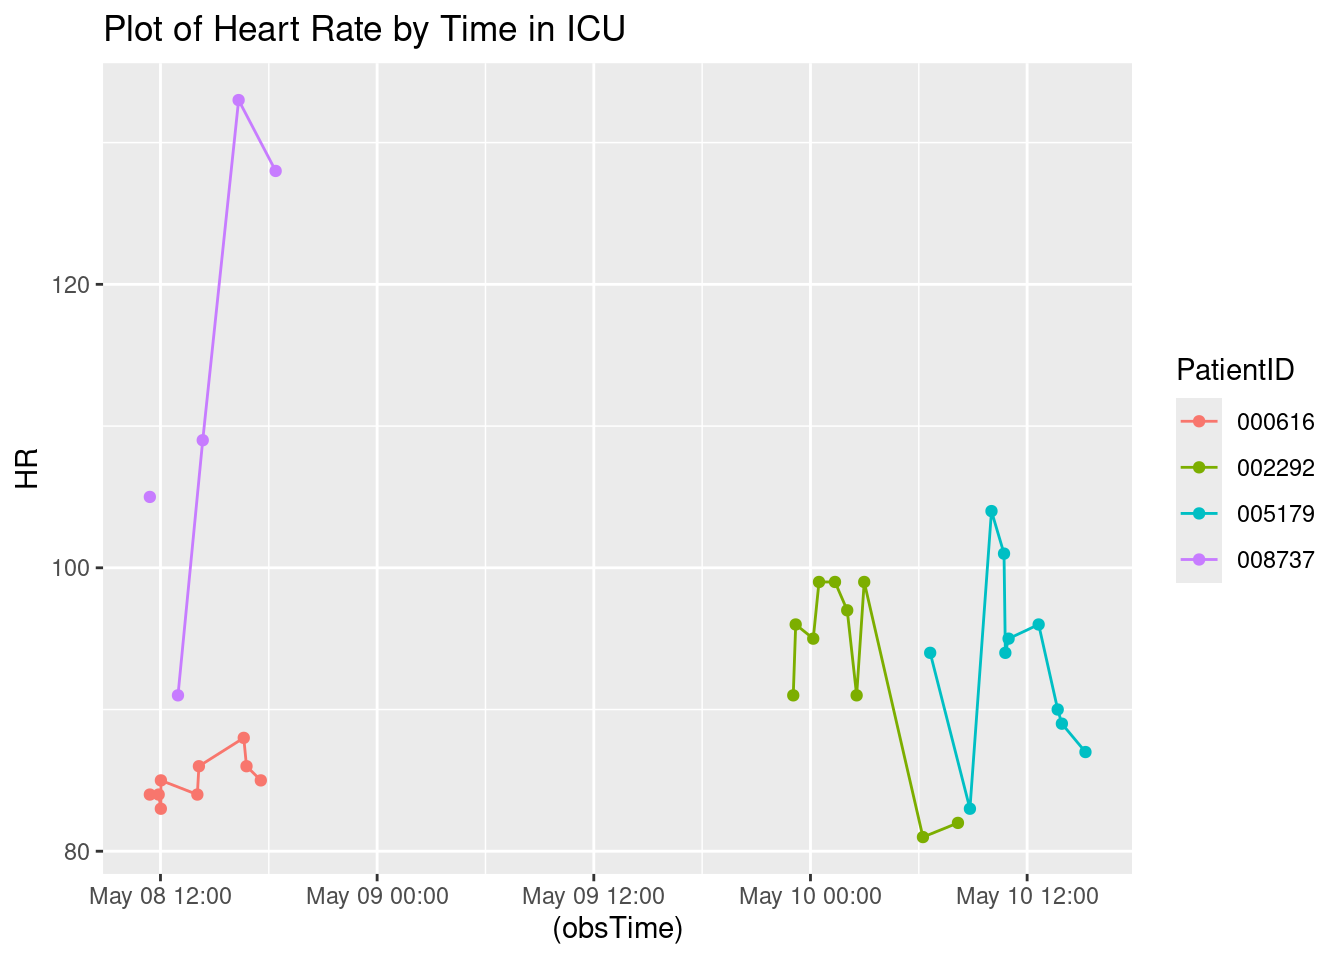 Plot of Heart Rate by Time in ICU
120
100
80
HR
May 08 12:00 May 09 00:00 May 09 12:00 May 10 00:00 May 10 12:00
(obsTime)
PatientID
000616
002292
005179
008737